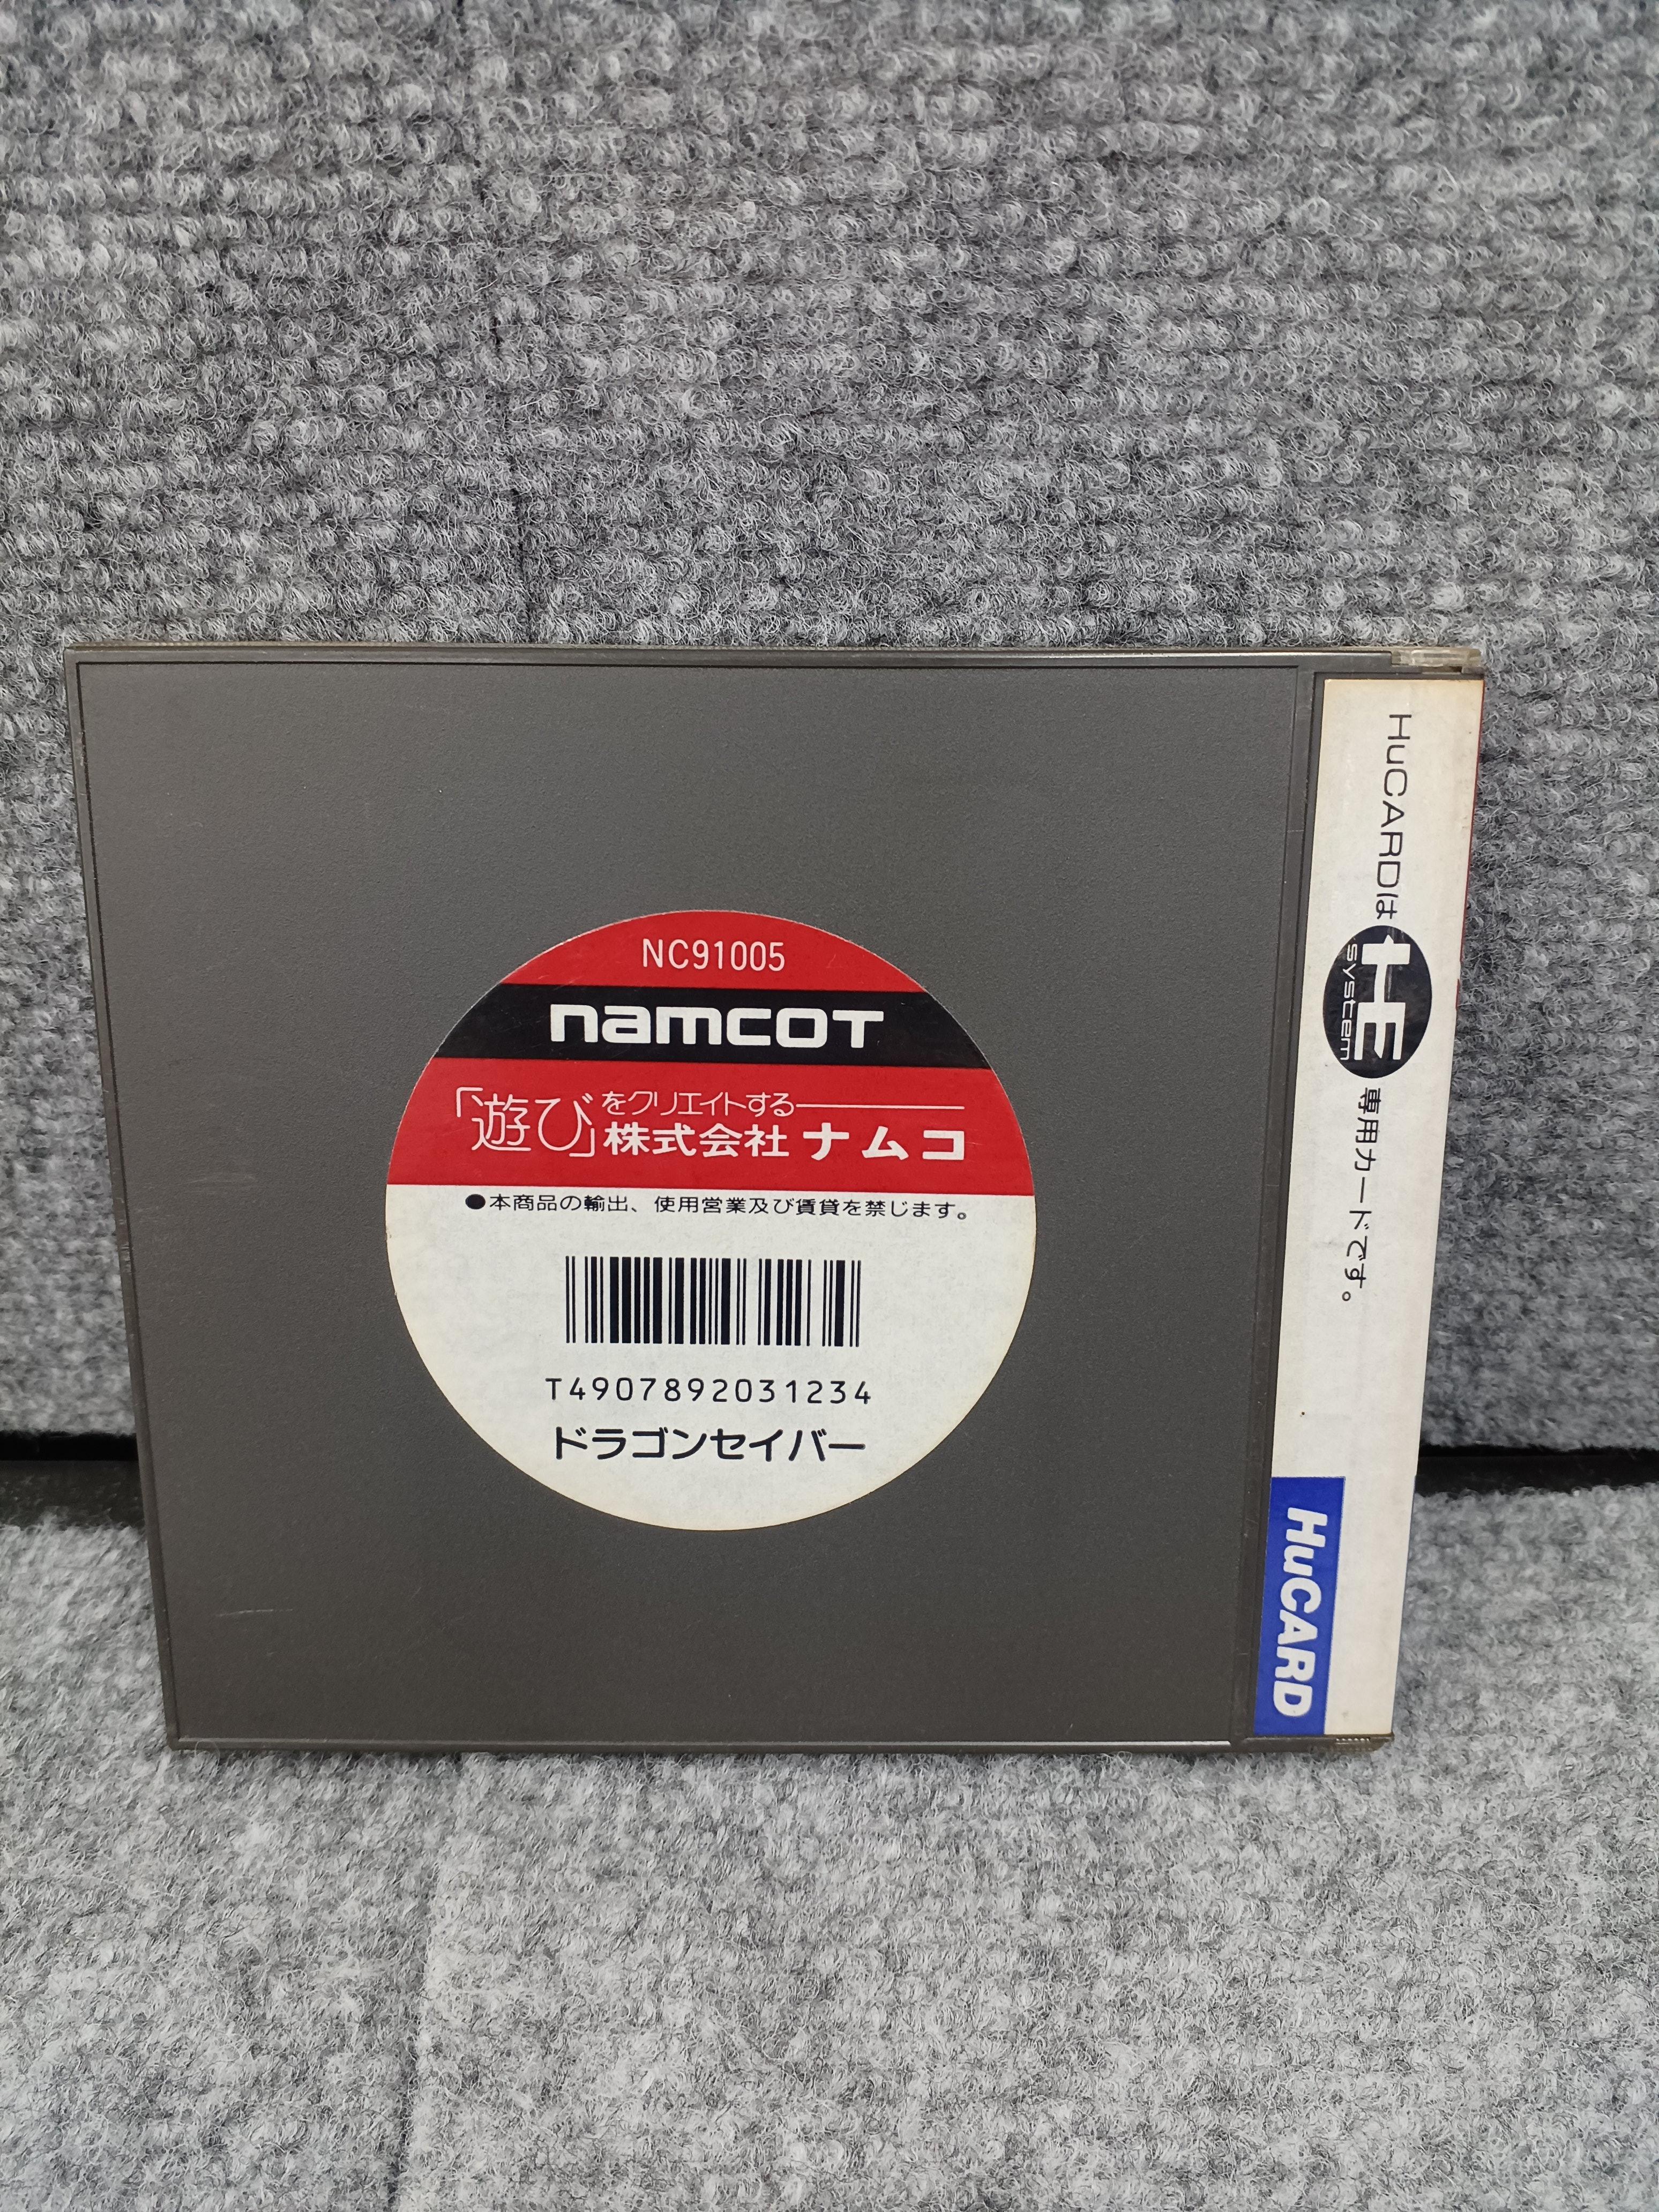 NC91005
namcot
「遊び」をクリエイトする
株式会社ナムコ
●本商品の輸出、使用営業及び賃貸を禁じます。
T4907892031234
ドラゴンセイバー
HuCARDは HE system 専用カードです。
HuCARD